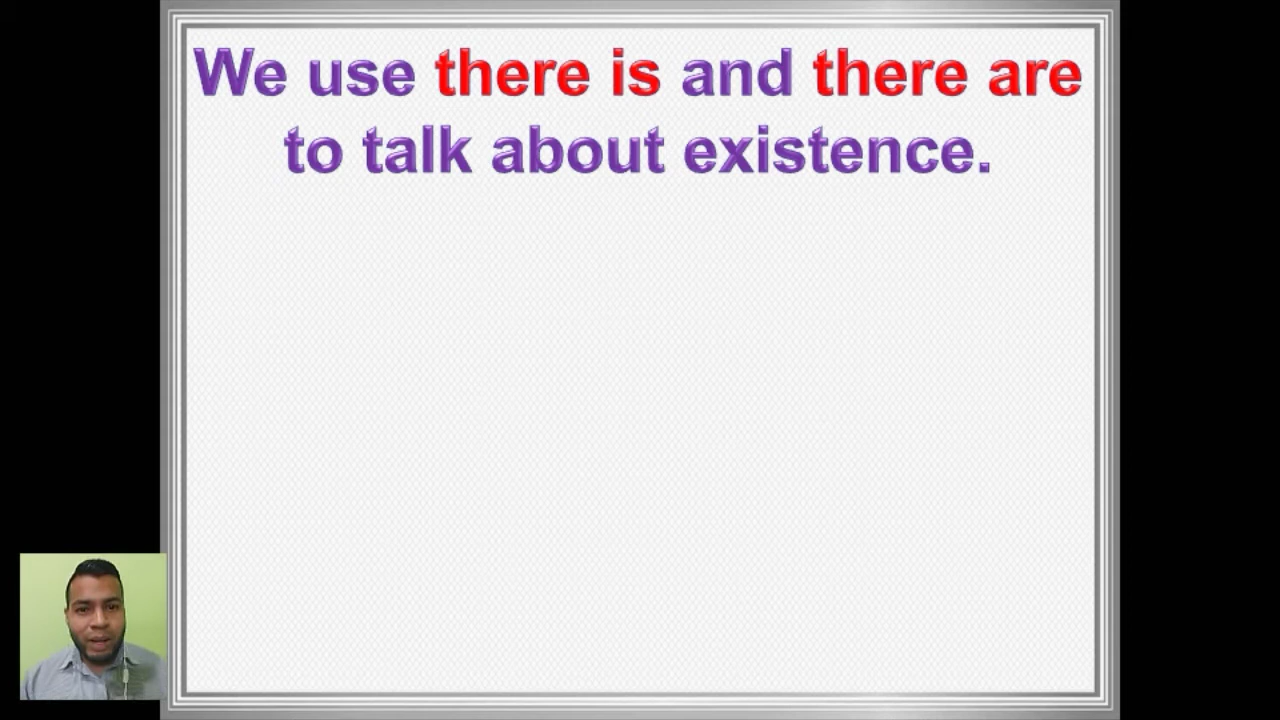 We use there is and there are
to talk about existence.